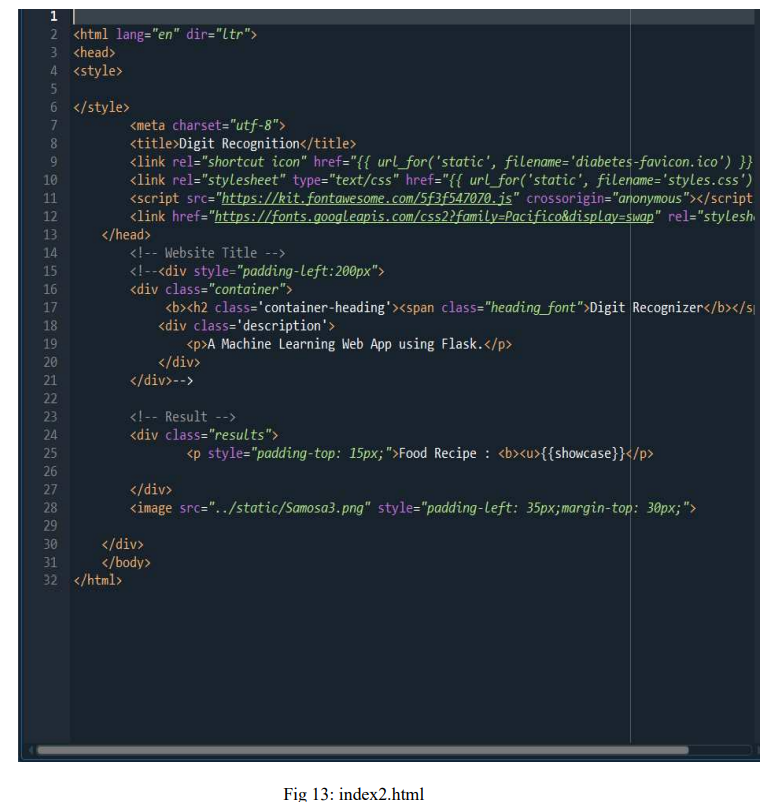 1
2 <html lang="en" dir="ltr">
3 <head>
4 <style>
5
6 </style>
7 <meta charset="utf-8">
8 <title>Digit Recognition</title>
9 <link rel="shortcut icon" href="{{ url_for('static', filename='diabetes-favicon.ico') }}
10 <link rel="stylesheet" type="text/css" href="{{ url_for('static', filename='styles.css')
11 <script src="https://kit.fontawesome.com/5f3f547070.js" crossorigin="anonymous"></script
12 <link href="https://fonts.googleapis.com/css2?family=Pacifico&display=swap" rel="stylesh
13 </head>
14 <!-- Website Title -->
15 <!--<div style="padding-left:200px">
16 <div class="container">
17 <b><h2 class='container-heading'><span class="heading_font">Digit Recognizer</b></s
18 <div class='description'>
19 <p>A Machine Learning Web App using Flask.</p>
20 </div>
21 </div>-->
22
23 <!-- Result -->
24 <div class="results">
25 <p style="padding-top: 15px;">Food Recipe : <b><u>{{showcase}}</p>
26
27 </div>
28 <image src="../static/Samosa3.png" style="padding-left: 35px;margin-top: 30px;">
29
30 </div>
31 </body>
32 </html>
Fig 13: index2.html